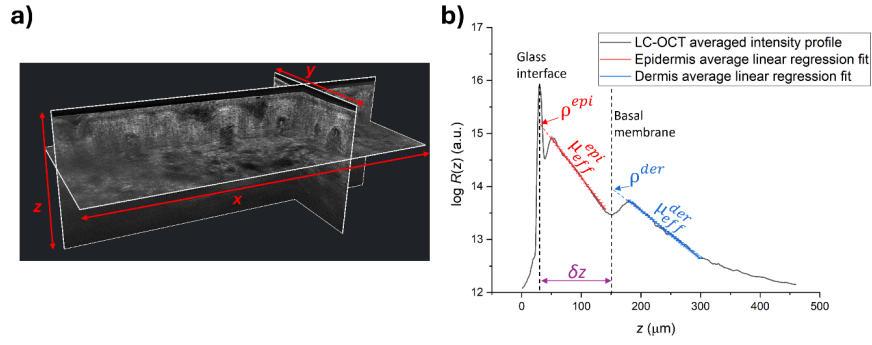 a)
z
x
y
b)
17
16
15
14
13
12
0
100
200
300
400
500
log R(z) (a.u.)
z (μm)
LC-OCT averaged intensity profile
Epidermis average linear regression fit
Dermis average linear regression fit
Glass
interface
Basal
membrane
ρ^epi
μ_eff^epi
ρ^der
μ_eff^der
δz